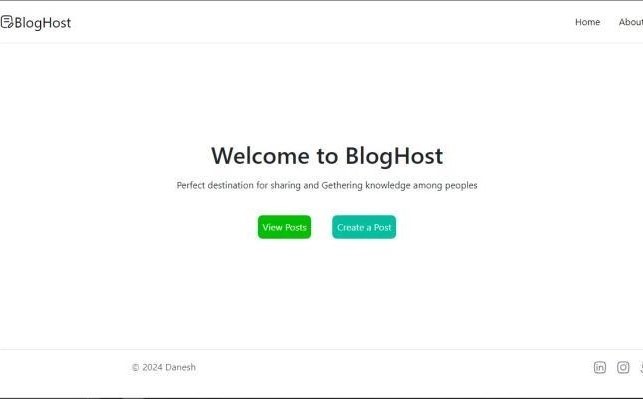 BlogHost
Home About
Welcome to BlogHost
Perfect destination for sharing and Gethering knowledge among peoples
View Posts Create a Post
© 2024 Danesh
in